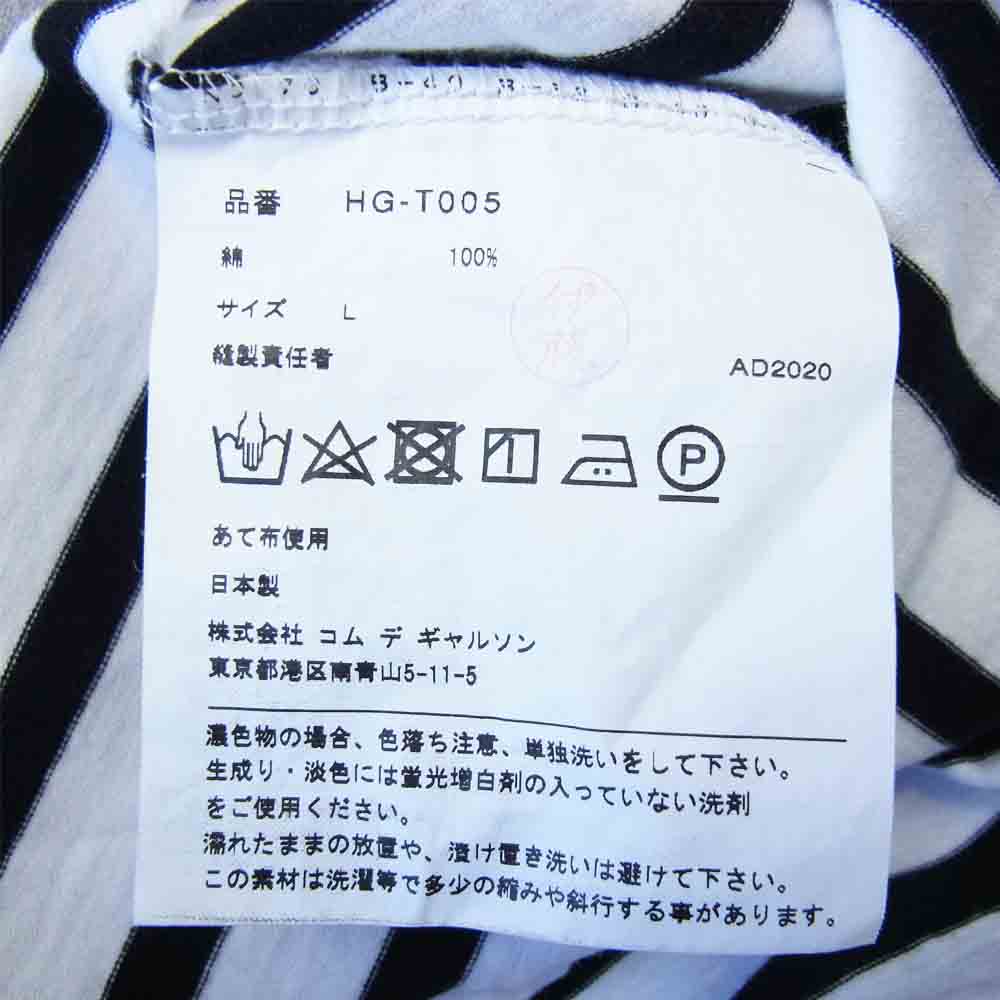 品番 HG-T005
綿 100%
サイズ L
縫製責任者 AD2020
P
あて布使用
日本製
株式会社 コム デ ギャルソン
東京都港区南青山5-11-5
濃色物の場合、色落ち注意、単独洗いをして下さい。
生成り・淡色には蛍光増白剤の入っていない洗剤
をご使用ください。
濡れたままの放置や、漬け置き洗いは避けて下さい。
この素材は洗濯等で多少の縮みや斜行する事があります。